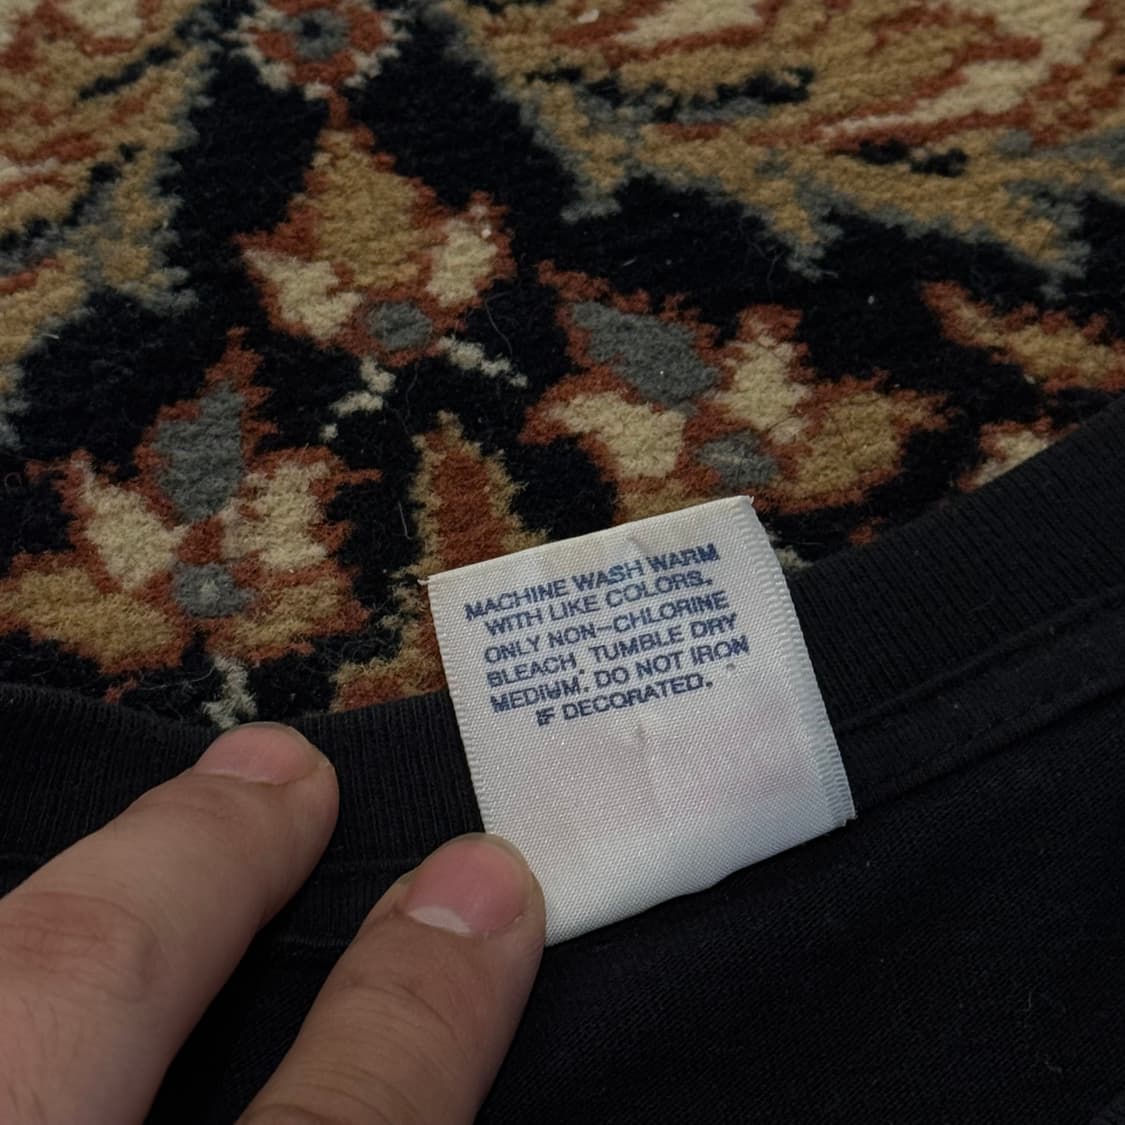 MACHINE WASH WARM
WITH LIKE COLORS.
ONLY NON-CHLORINE
BLEACH, TUMBLE DRY
MEDIUM. DO NOT IRON
IF DECORATED.